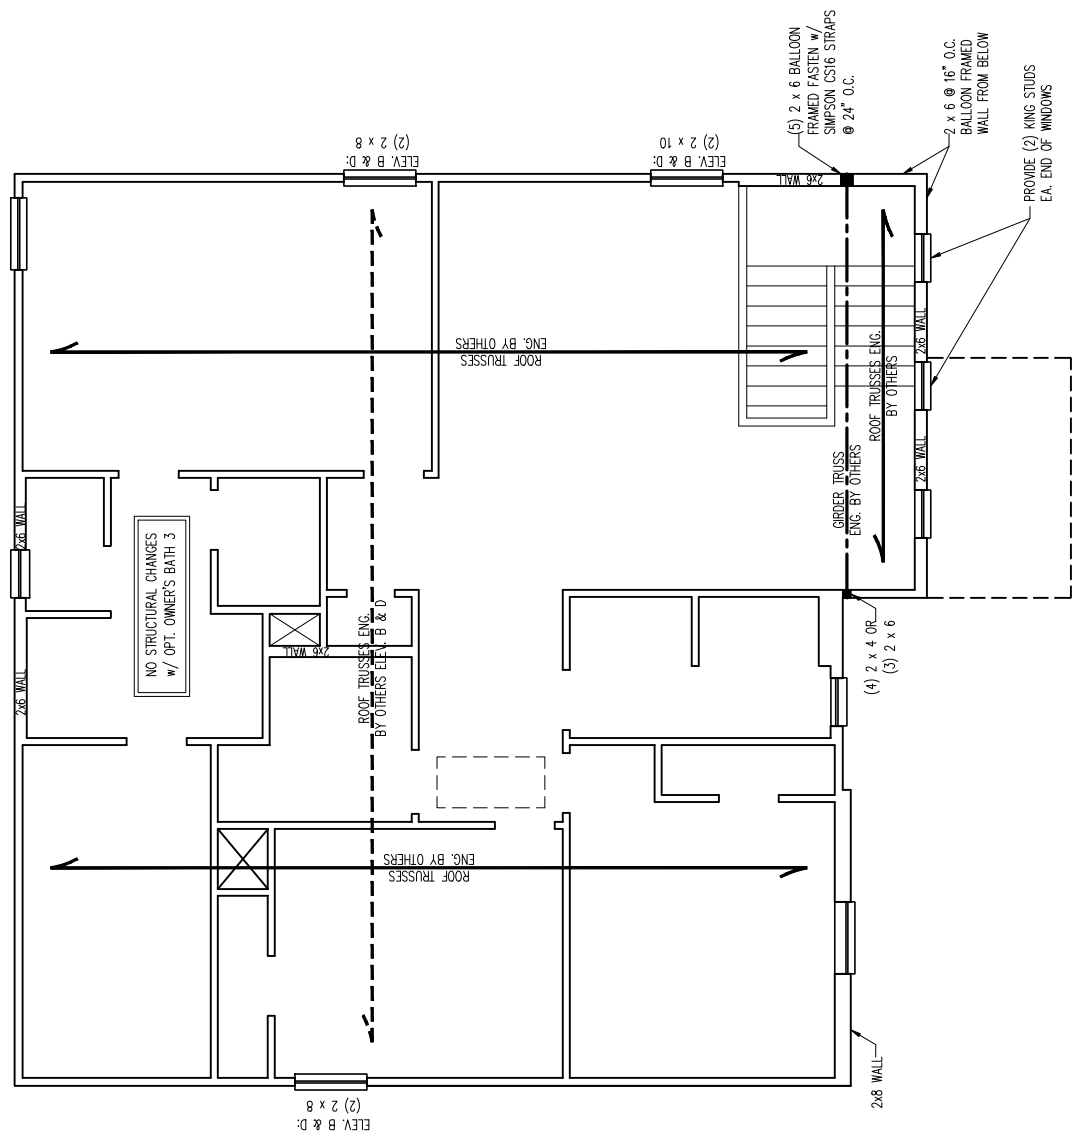 (5) 2 x 6 BALLOON
FRAMED FASTEN w/
SIMPSON CS16 STRAPS
@ 24" O.C.
2 x 6 @ 16" O.C.
BALLOON FRAMED
WALL FROM BELOW
PROVIDE (2) KING STUDS
EA. END OF WINDOWS
ELEV. B & D:
(2) 2 x 8
ELEV. B & D:
(2) 2 x 10
2x6 WALL
ROOF TRUSSES
ENG. BY OTHERS
2x6 WALL
ROOF TRUSSES ENG.
BY OTHERS
2x6 WALL
GIRDER TRUSS
ENG. BY OTHERS
2x6 WALL
NO STRUCTURAL CHANGES
w/ OPT. OWNER'S BATH 3
2x6 WALL
ROOF TRUSSES ENG.
BY OTHERS ELEV. B & D
2x6 WALL
(4) 2 x 4 OR
(3) 2 x 6
ROOF TRUSSES
ENG. BY OTHERS
2x8 WALL
ELEV. B & D:
(2) 2 x 8